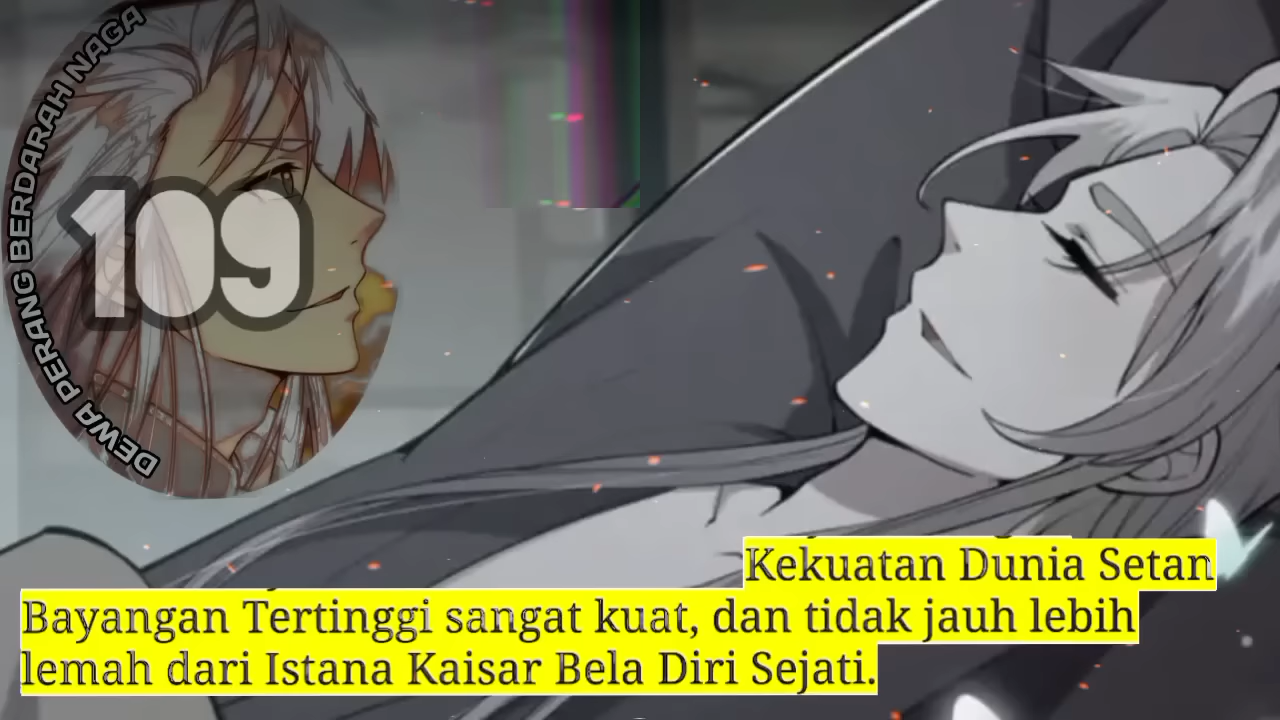 DEWA PERANG BERDARAH NAGA
109
Kekuatan Dunia Setan
Bayangan Tertinggi sangat kuat, dan tidak jauh lebih
lemah dari Istana Kaisar Bela Diri Sejati.